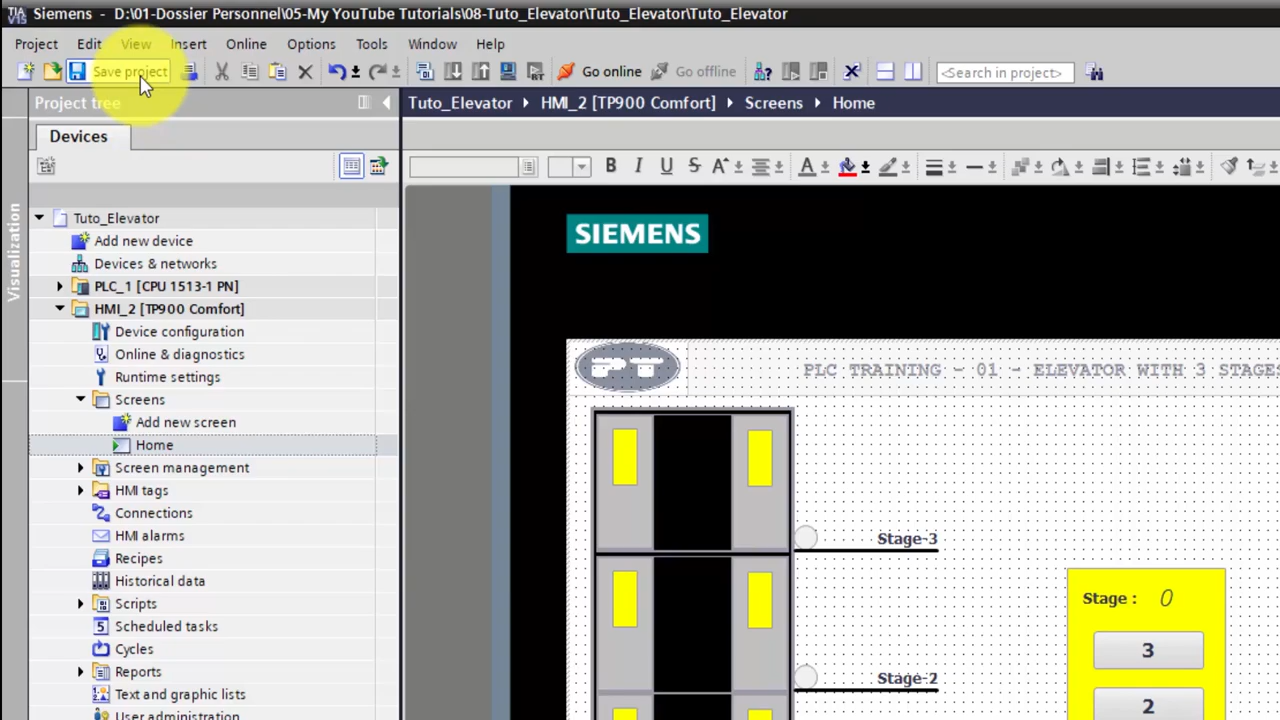 TIA
V15
Siemens - D:\01-Dossier Personnel\05-My YouTube Tutorials\08-Tuto_Elevator\Tuto_Elevator\Tuto_Elevator
Project Edit View Insert Online Options Tools Window Help
Save project
Go online
Go offline
<Search in project>
Project tree
Tuto_Elevator HMI_2 [TP900 Comfort] Screens Home
Devices
B I U S A A
Visualization
Tuto_Elevator
Add new device
Devices & networks
PLC_1 [CPU 1513-1 PN]
HMI_2 [TP900 Comfort]
Device configuration
Online & diagnostics
Runtime settings
Screens
Add new screen
Home
Screen management
HMI tags
Connections
HMI alarms
Recipes
Historical data
Scripts
Scheduled tasks
Cycles
Reports
Text and graphic lists
User administration
SIEMENS
PT
PLC TRAINING - 01 - ELEVATOR WITH 3 STAGES
Stage-3
Stage-2
Stage : 0
3
2